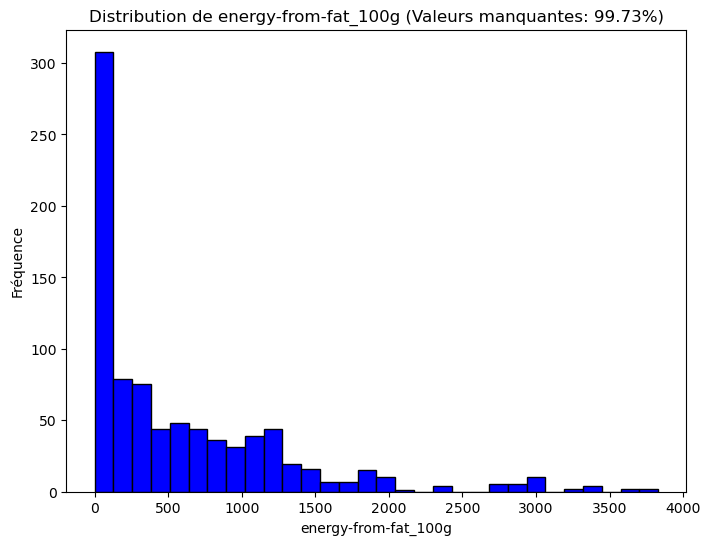 Distribution de energy-from-fat_100g (Valeurs manquantes: 99.73%)
300
250
200
150
100
50
0
Fréquence
0 500 1000 1500 2000 2500 3000 3500 4000
energy-from-fat_100g